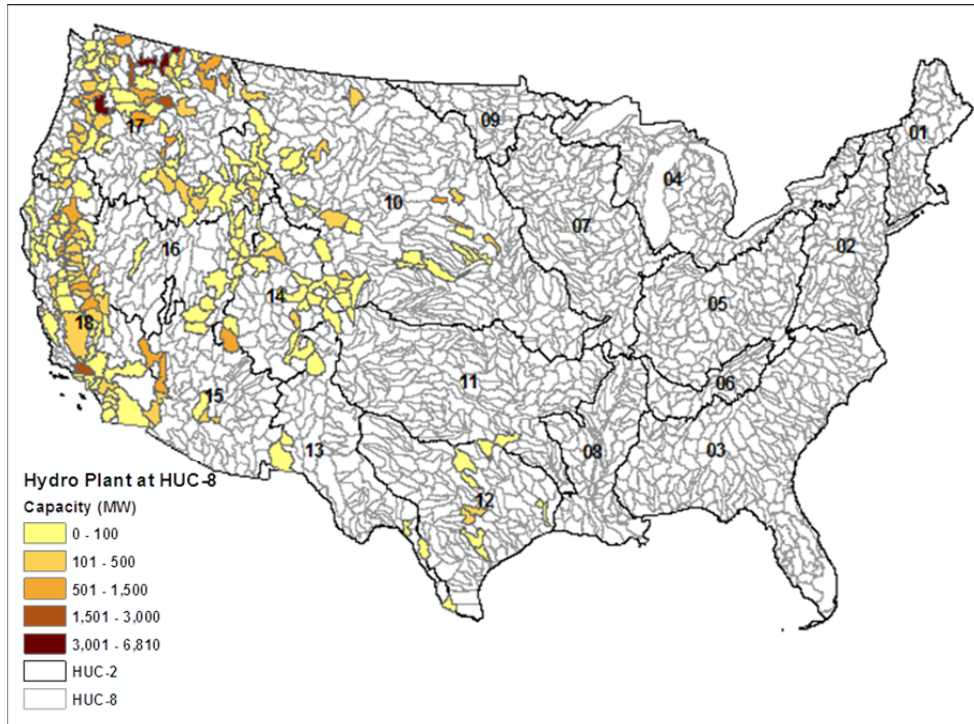 09
01
17
04
10
07
02
16
14
05
18
11
06
15
03
13
08
12
Hydro Plant at HUC-8
Capacity (MW)
0 - 100
101 - 500
501 - 1,500
1,501 - 3,000
3,001 - 6,810
HUC-2
HUC-8